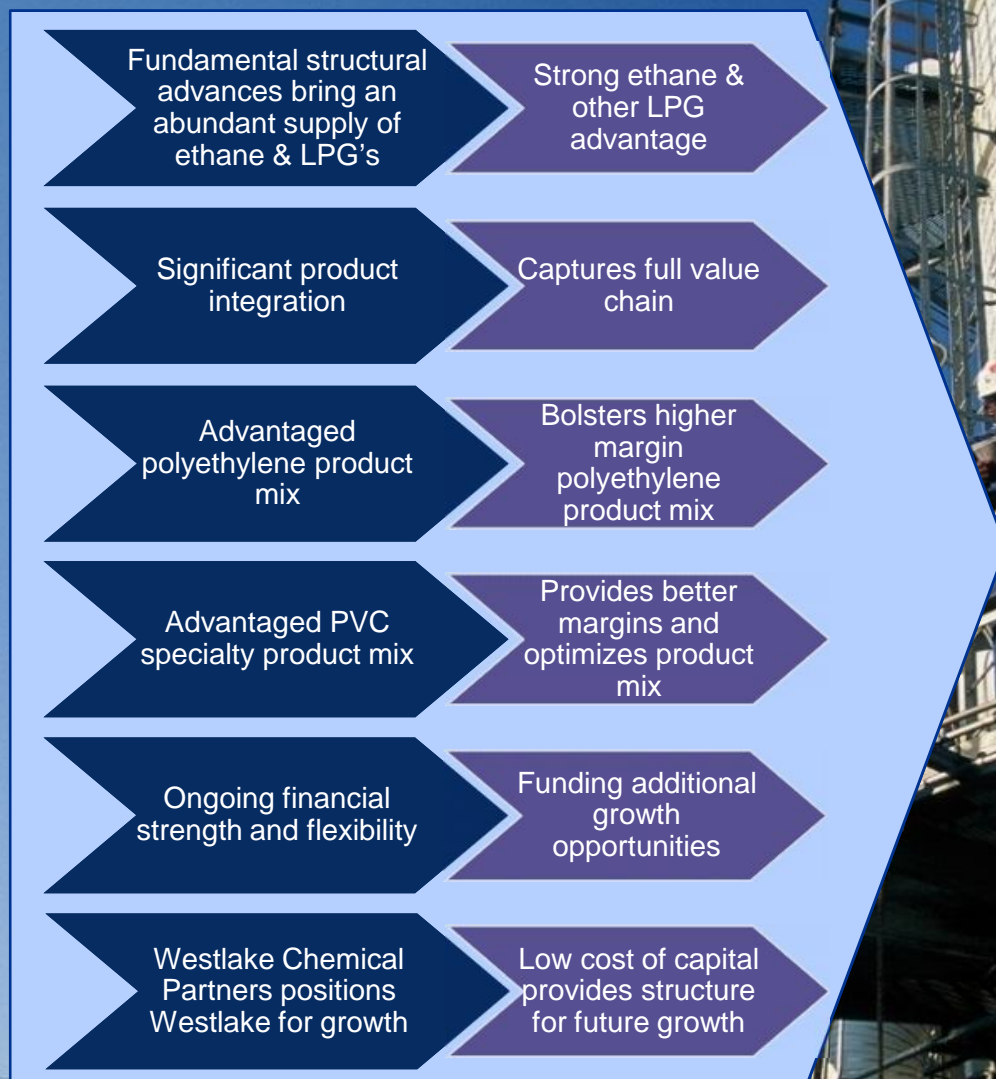 Fundamental structural
advances bring an
abundant supply of
ethane & LPG's
Strong ethane &
other LPG
advantage
Significant product
integration
Captures full value
chain
Advantaged
polyethylene product
mix
Bolsters higher
margin
polyethylene
product mix
Advantaged PVC
specialty product mix
Provides better
margins and
optimizes product
mix
Ongoing financial
strength and flexibility
Funding additional
growth
opportunities
Westlake Chemical
Partners positions
Westlake for growth
Low cost of capital
provides structure
for future growth